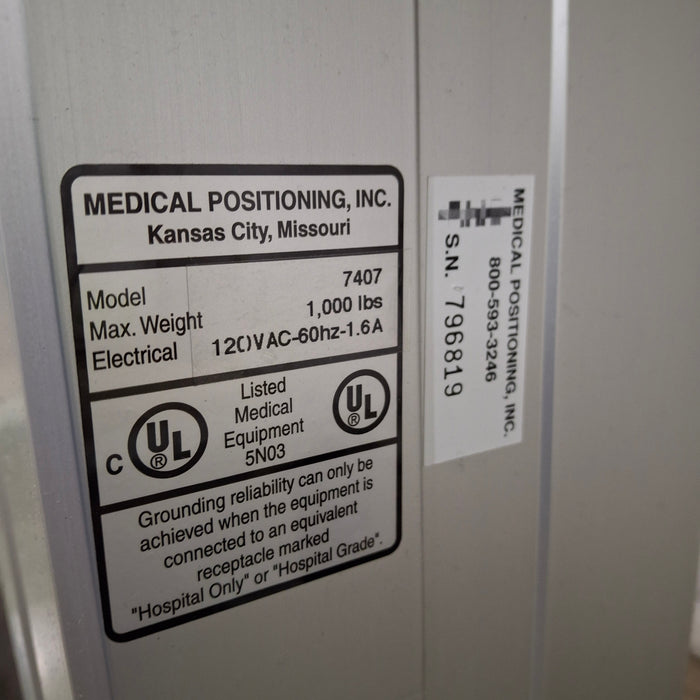 MEDICAL POSITIONING, INC.
Kansas City, Missouri
Model 7407
Max. Weight 1,000 lbs
Electrical 120VAC-60hz-1.6A
C UL ®
Listed
Medical
Equipment
5N03
UL ®
Grounding reliability can only be
achieved when the equipment is
connected to an equivalent
receptacle marked
"Hospital Only" or "Hospital Grade".
MEDICAL POSITIONING, INC.
800-593-3246
S.N. 796819